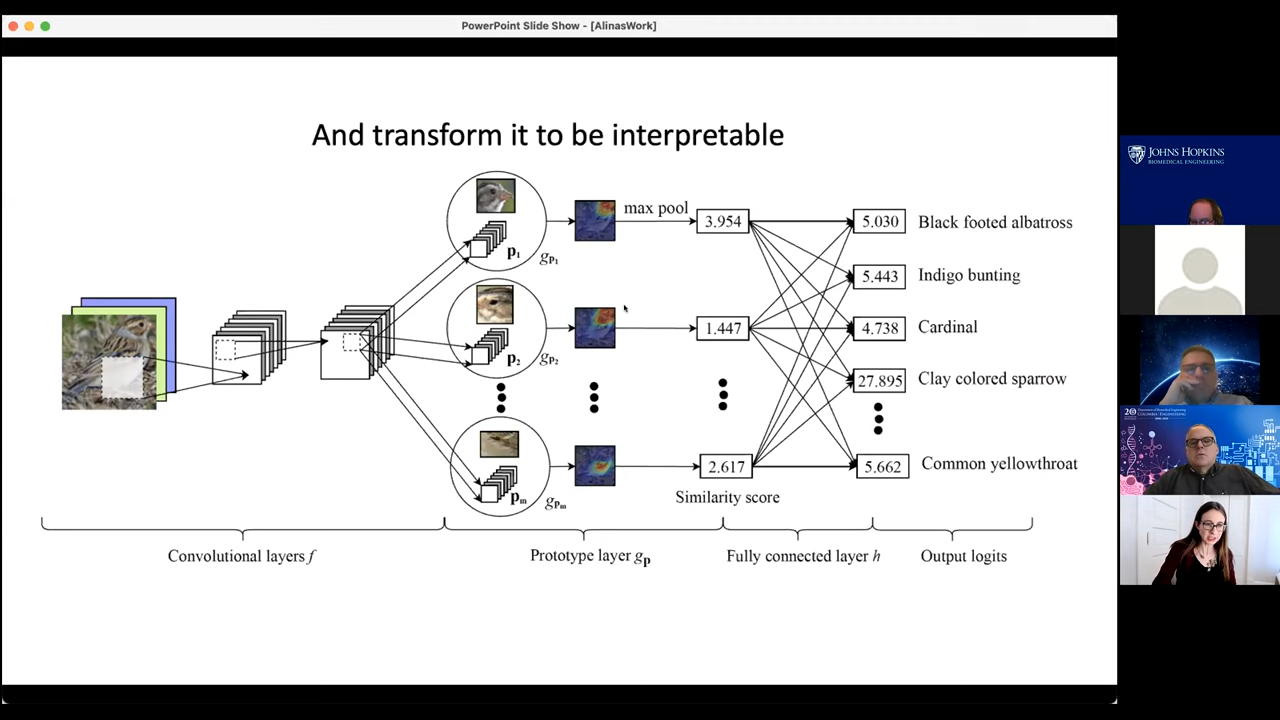 PowerPoint Slide Show - [AlinasWork]
And transform it to be interpretable
p1
gp1
max pool
3.954
5.030
Black footed albatross
5.443
Indigo bunting
p2
gp2
1.447
4.738
Cardinal
27.895
Clay colored sparrow
pm
gpm
2.617
5.662
Common yellowthroat
Similarity score
Convolutional layers f
Prototype layer gp
Fully connected layer h
Output logits
JOHNS HOPKINS
BIOMEDICAL ENGINEERING
20
COLUMBIA ENGINEERING